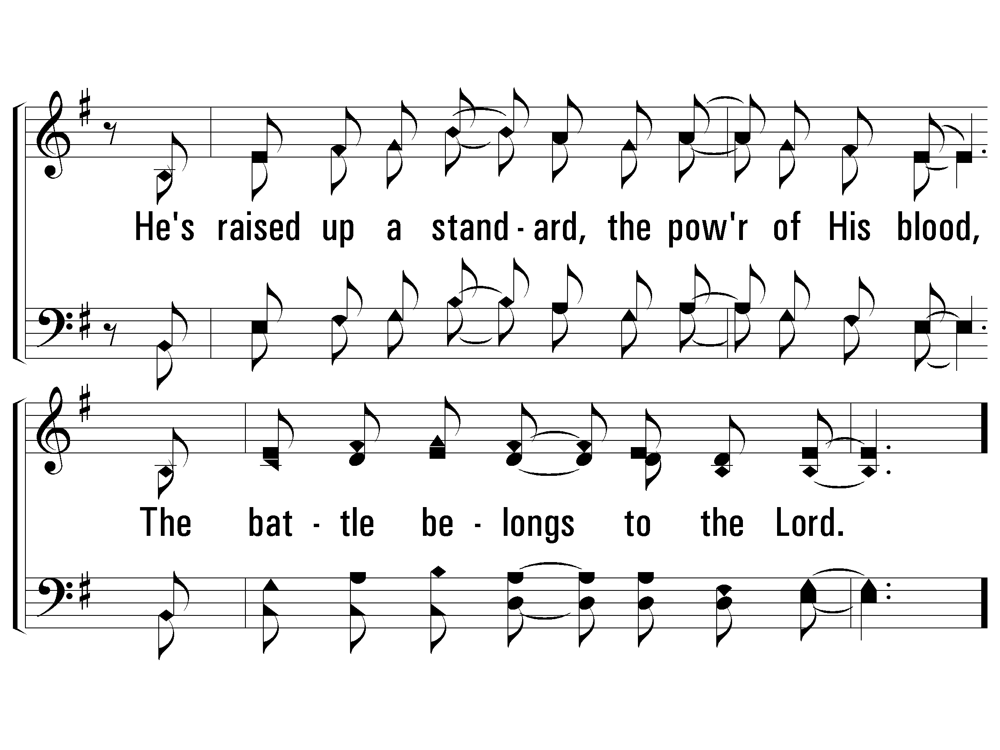 He's raised up a stand - ard, the pow'r of His blood,
The bat - tle be - longs to the Lord.